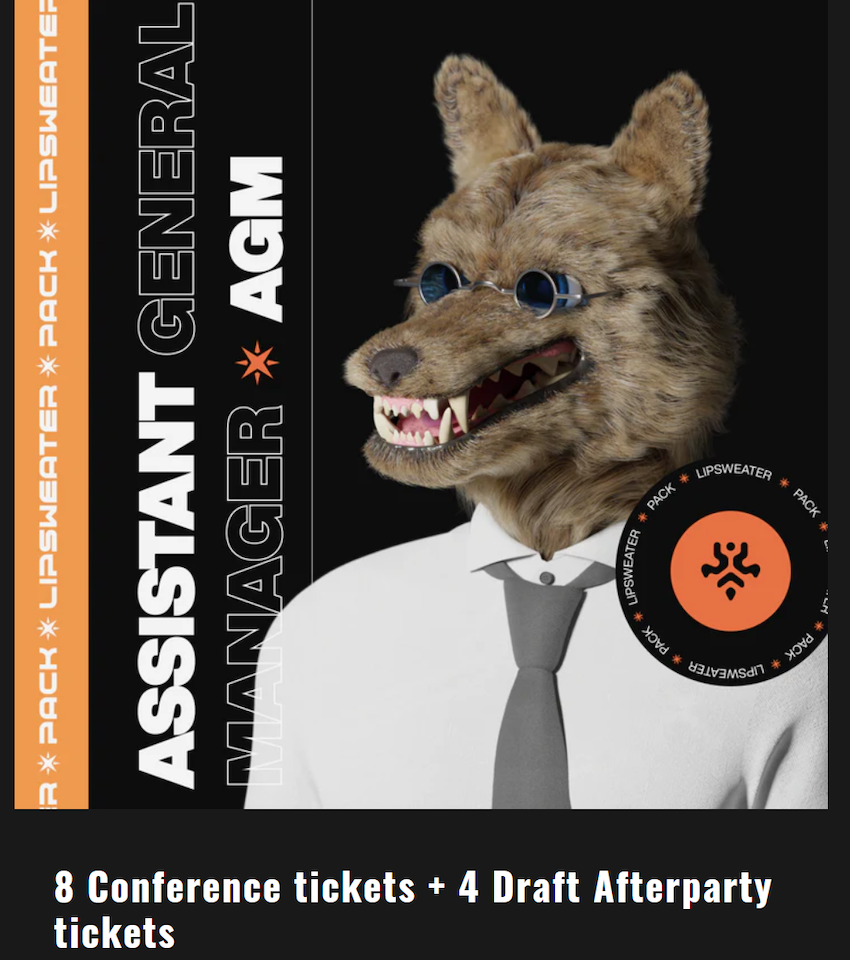 LIPSWEATER ✴ PACK ✴ LIPSWEATER ✴ PACK ✴ LIPSWEATER
ASSISTANT GENERAL
MANAGER ✴ AGM
PACK ✴ LIPSWEATER ✴ PACK ✴
LIPSWEATER ✴ PACK ✴ LIPSWEATER ✴ PACK
8 Conference tickets + 4 Draft Afterparty
tickets